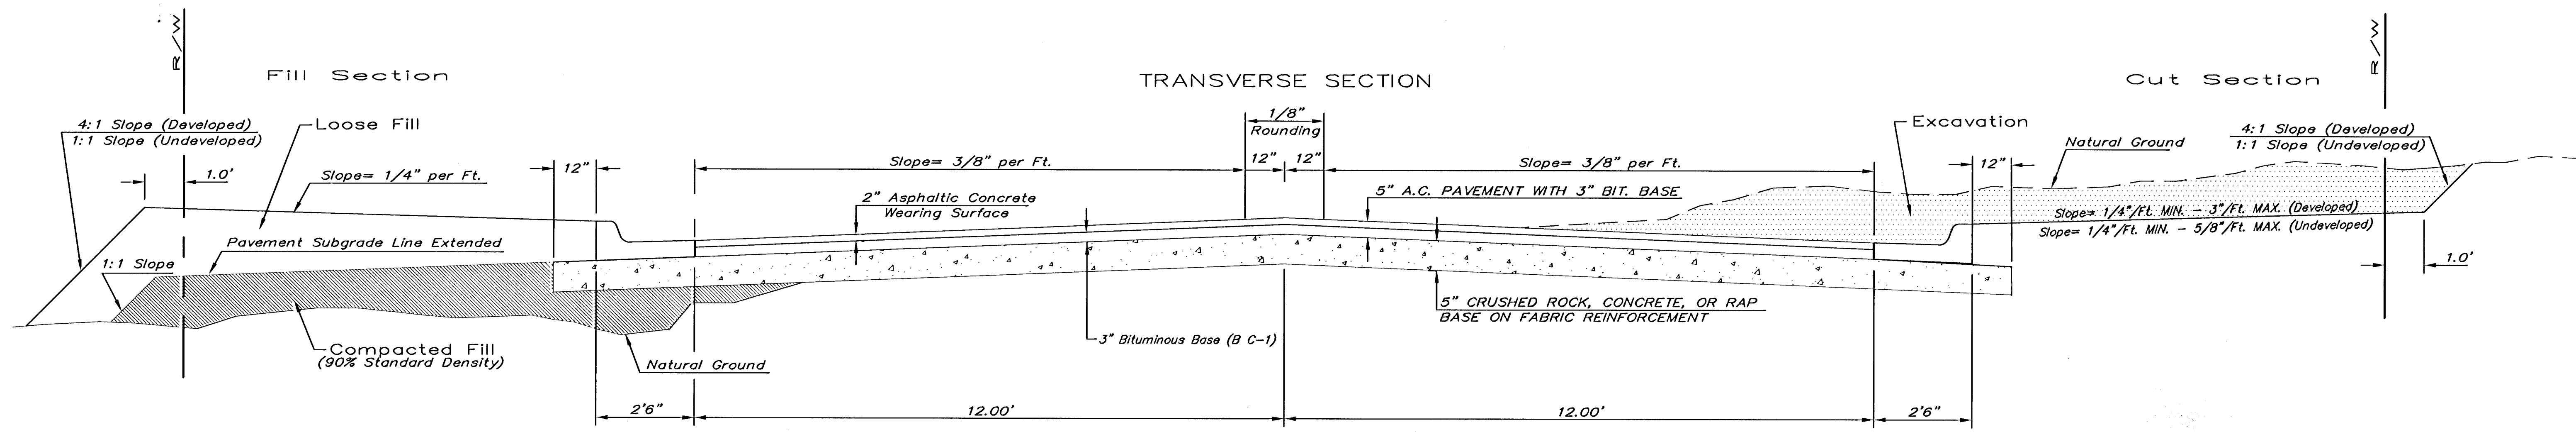 R/W
Fill Section
TRANSVERSE SECTION
Cut Section
R/W
4:1 Slope (Developed)
1:1 Slope (Undeveloped)
Loose Fill
1/8"
Rounding
Excavation
4:1 Slope (Developed)
1:1 Slope (Undeveloped)
Natural Ground
12"
Slope= 3/8" per Ft.
12"
12"
Slope= 3/8" per Ft.
12"
1.0'
Slope= 1/4" per Ft.
2" Asphaltic Concrete
Wearing Surface
5" A.C. PAVEMENT WITH 3" BIT. BASE
Slope= 1/4"/Ft. MIN. - 3"/Ft. MAX. (Developed)
Slope= 1/4"/Ft. MIN. - 5/8"/Ft. MAX. (Undeveloped)
Pavement Subgrade Line Extended
1:1 Slope
1.0'
5" CRUSHED ROCK, CONCRETE, OR RAP
BASE ON FABRIC REINFORCEMENT
3" Bituminous Base (B C-1)
Compacted Fill
(90% Standard Density)
Natural Ground
2'6"
12.00'
12.00'
2'6"